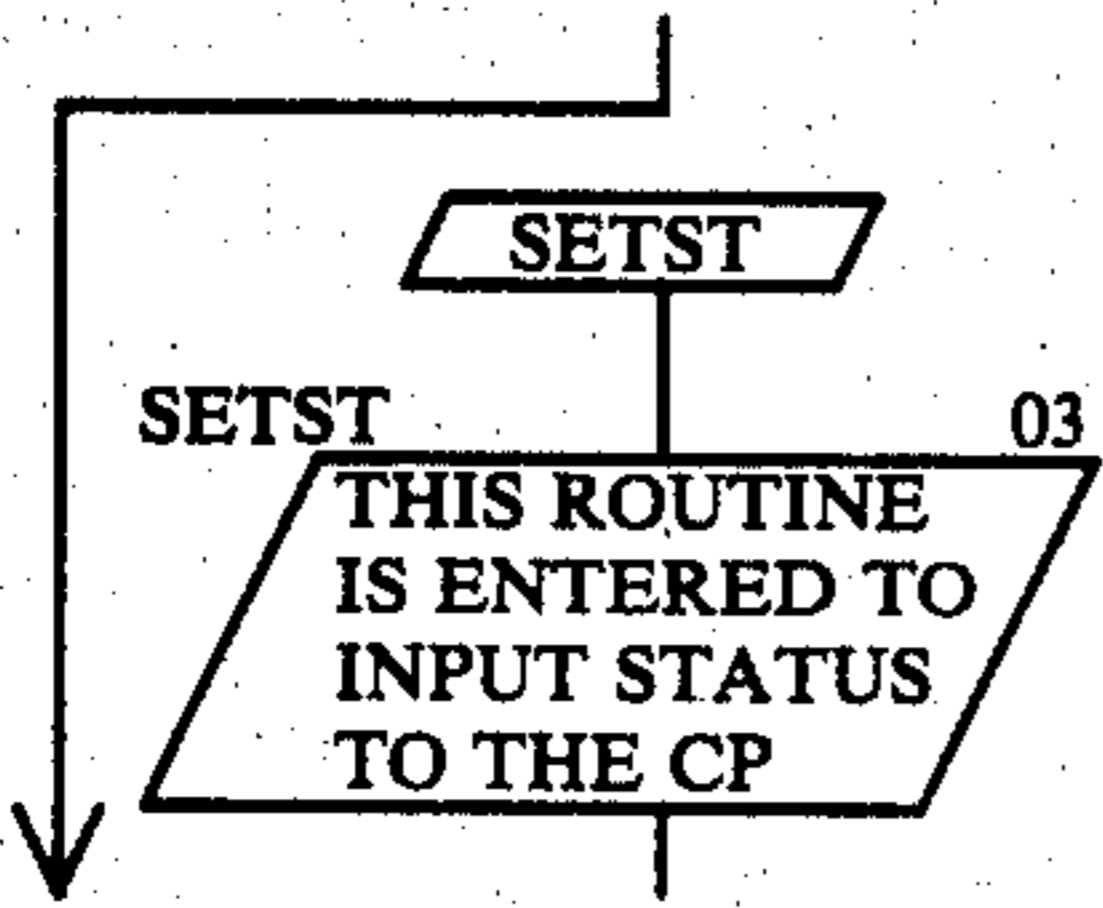 SETST
SETST 03
THIS ROUTINE
IS ENTERED TO
INPUT STATUS
TO THE CP